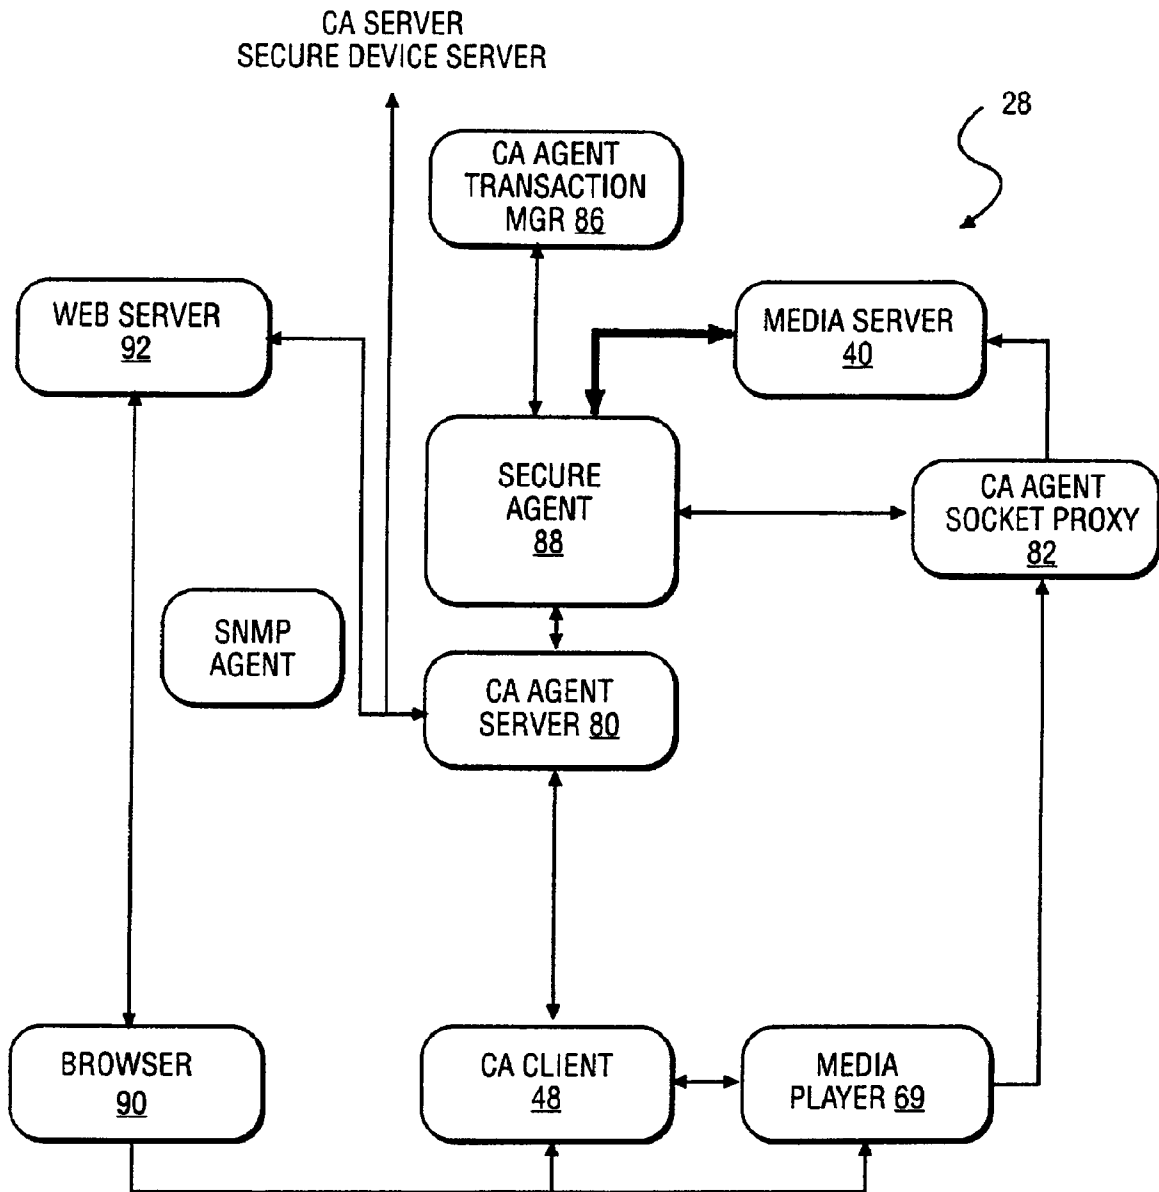 CA SERVER
SECURE DEVICE SERVER
28
CA AGENT
TRANSACTION
MGR 86
WEB SERVER
92
MEDIA SERVER
40
SECURE
AGENT
88
CA AGENT
SOCKET PROXY
82
SNMP
AGENT
CA AGENT
SERVER 80
BROWSER
90
CA CLIENT
48
MEDIA
PLAYER 69